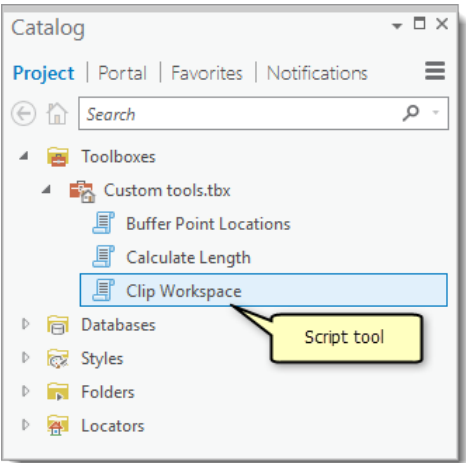 Catalog
Project | Portal | Favorites | Notifications
Search
Toolboxes
Custom tools.tbx
Buffer Point Locations
Calculate Length
Clip Workspace
Script tool
Databases
Styles
Folders
Locators